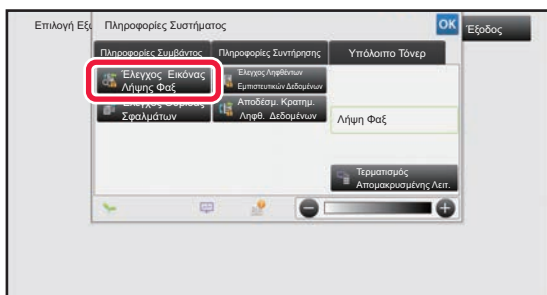 Επιλογή Εξ
Πληροφορίες Συστήματος
OK
Έξοδος
Πληροφορίες Συμβάντος
Πληροφορίες Συντήρησης
Υπόλοιπο Τόνερ
Έλεγχος Εικόνας
Λήψης Φαξ
Έλεγχος Ληφθέντων
Εμπιστευτικών Δεδομένων
Σφαλμάτων
Αποδέσμ. Κρατημ.
Ληφθ. Δεδομένων
Λήψη Φαξ
Τερματισμός
Απομακρυσμένης Λειτ.